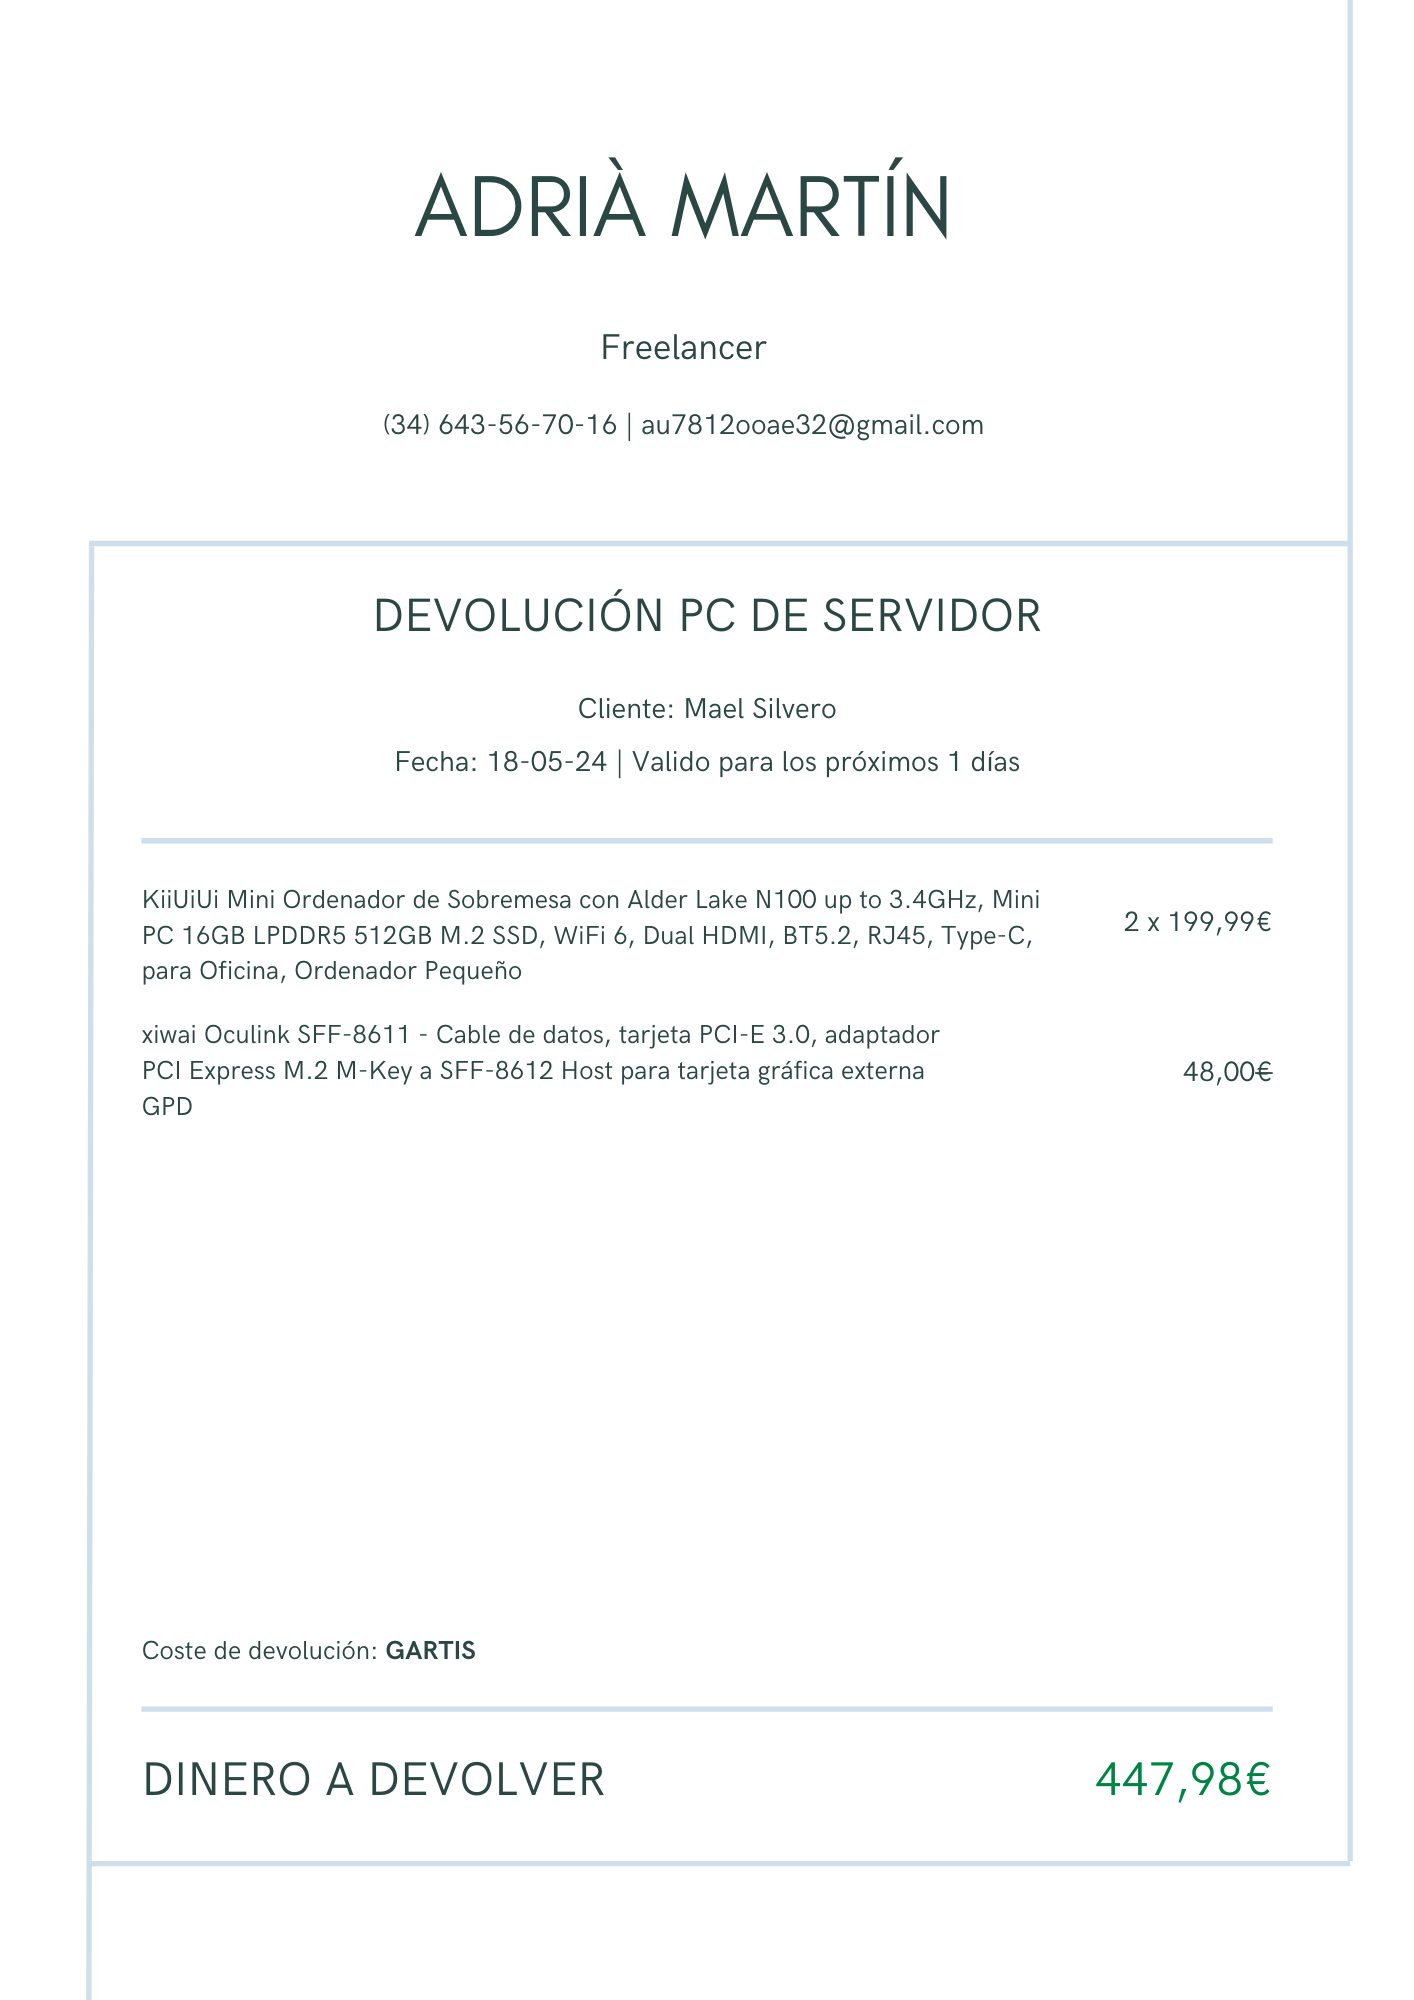 ADRIÀ MARTÍN
Freelancer
(34) 643-56-70-16 | au7812ooae32@gmail.com
DEVOLUCIÓN PC DE SERVIDOR
Cliente: Mael Silvero
Fecha: 18-05-24 | Valido para los próximos 1 días
KiiUiUi Mini Ordenador de Sobremesa con Alder Lake N100 up to 3.4GHz, Mini
PC 16GB LPDDR5 512GB M.2 SSD, WiFi 6, Dual HDMI, BT5.2, RJ45, Type-C,
para Oficina, Ordenador Pequeño
2 x 199,99€
xiwai Oculink SFF-8611 - Cable de datos, tarjeta PCI-E 3.0, adaptador
PCI Express M.2 M-Key a SFF-8612 Host para tarjeta gráfica externa
GPD
48,00€
Coste de devolución: GARTIS
DINERO A DEVOLVER
447,98€